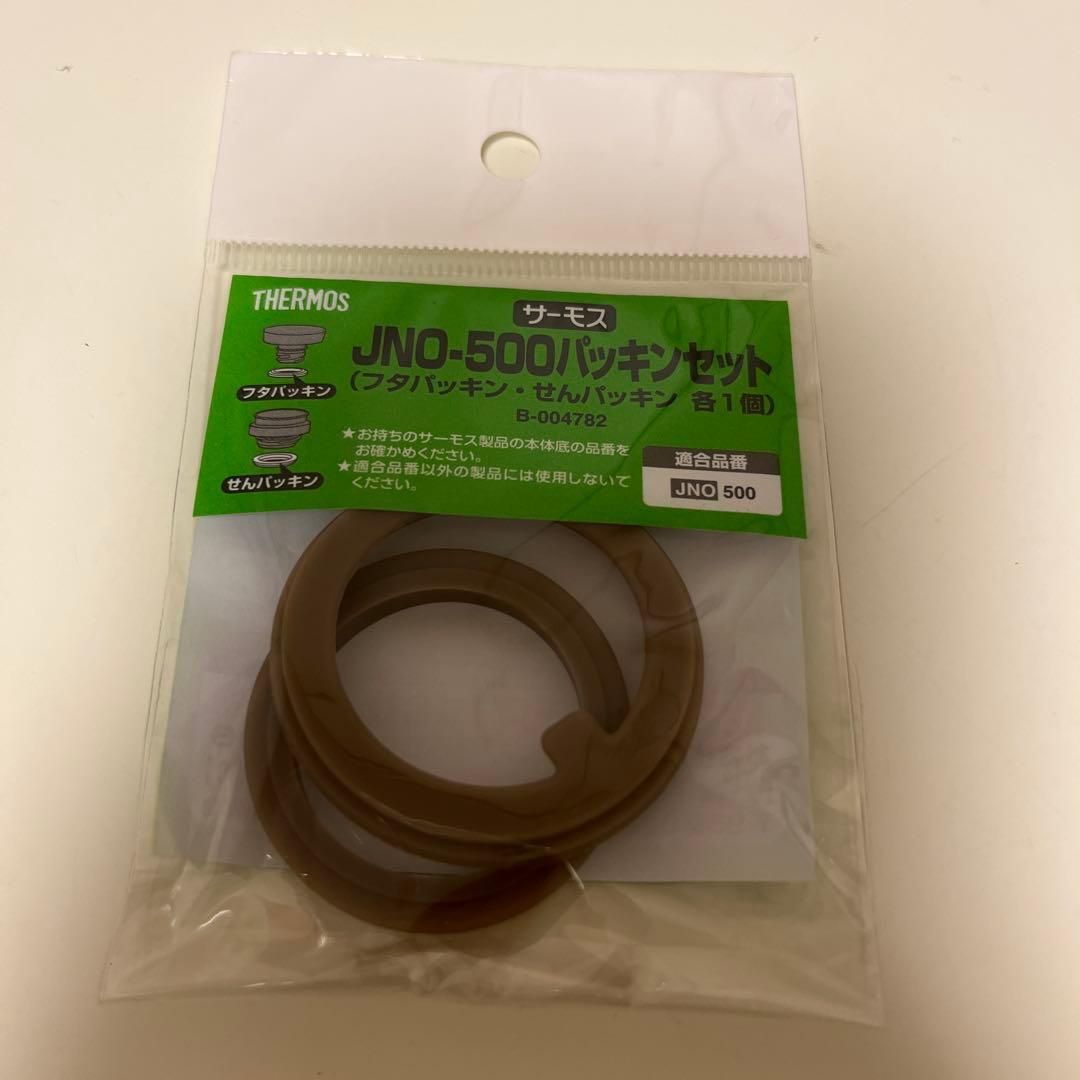 THERMOS
サーモス
JNO-500パッキンセット
(フタパッキン・せんパッキン 各1個)
B-004782
フタパッキン
せんパッキン
★お持ちのサーモス製品の本体底の品番を
お確かめください。
★適合品番以外の製品には使用しないで
ください。
適合品番
JNO 500